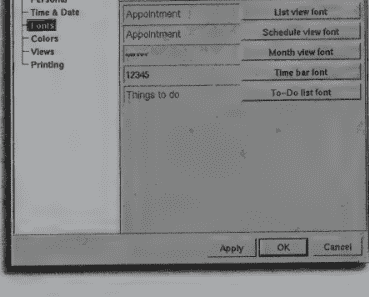 Personal
Time & Date
Fonts
Colors
Views
Printing
Appointment List view font
Appointment Schedule view font
Month view font
12345 Time bar font
Things to do To-Do list font
Apply OK Cancel